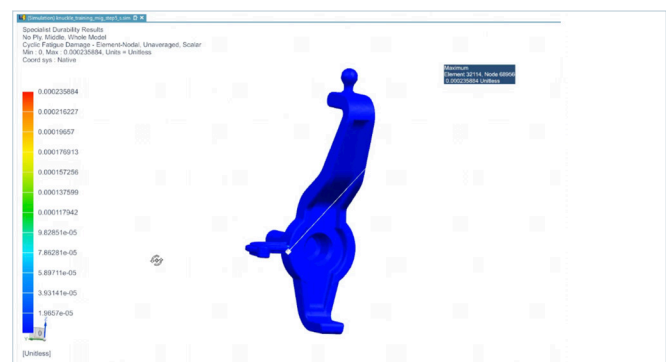 [Simulation] knuckle_training_mg_step5_s.sim
Specialist Durability Results
No Ply, Middle, Whole Model
Cyclic Fatigue Damage - Element-Nodal, Unaveraged, Scalar
Min : 0, Max : 0.000235884, Units = Unitless
Coord sys : Native
Maximum
Element 32114, Node 68956
0.000235884 Unitless
0.000235884
0.000216227
0.00019657
0.000176913
0.000157256
0.000137599
0.000117942
9.82851e-05
7.86281e-05
5.89711e-05
3.93141e-05
1.9657e-05
0
[Unitless]